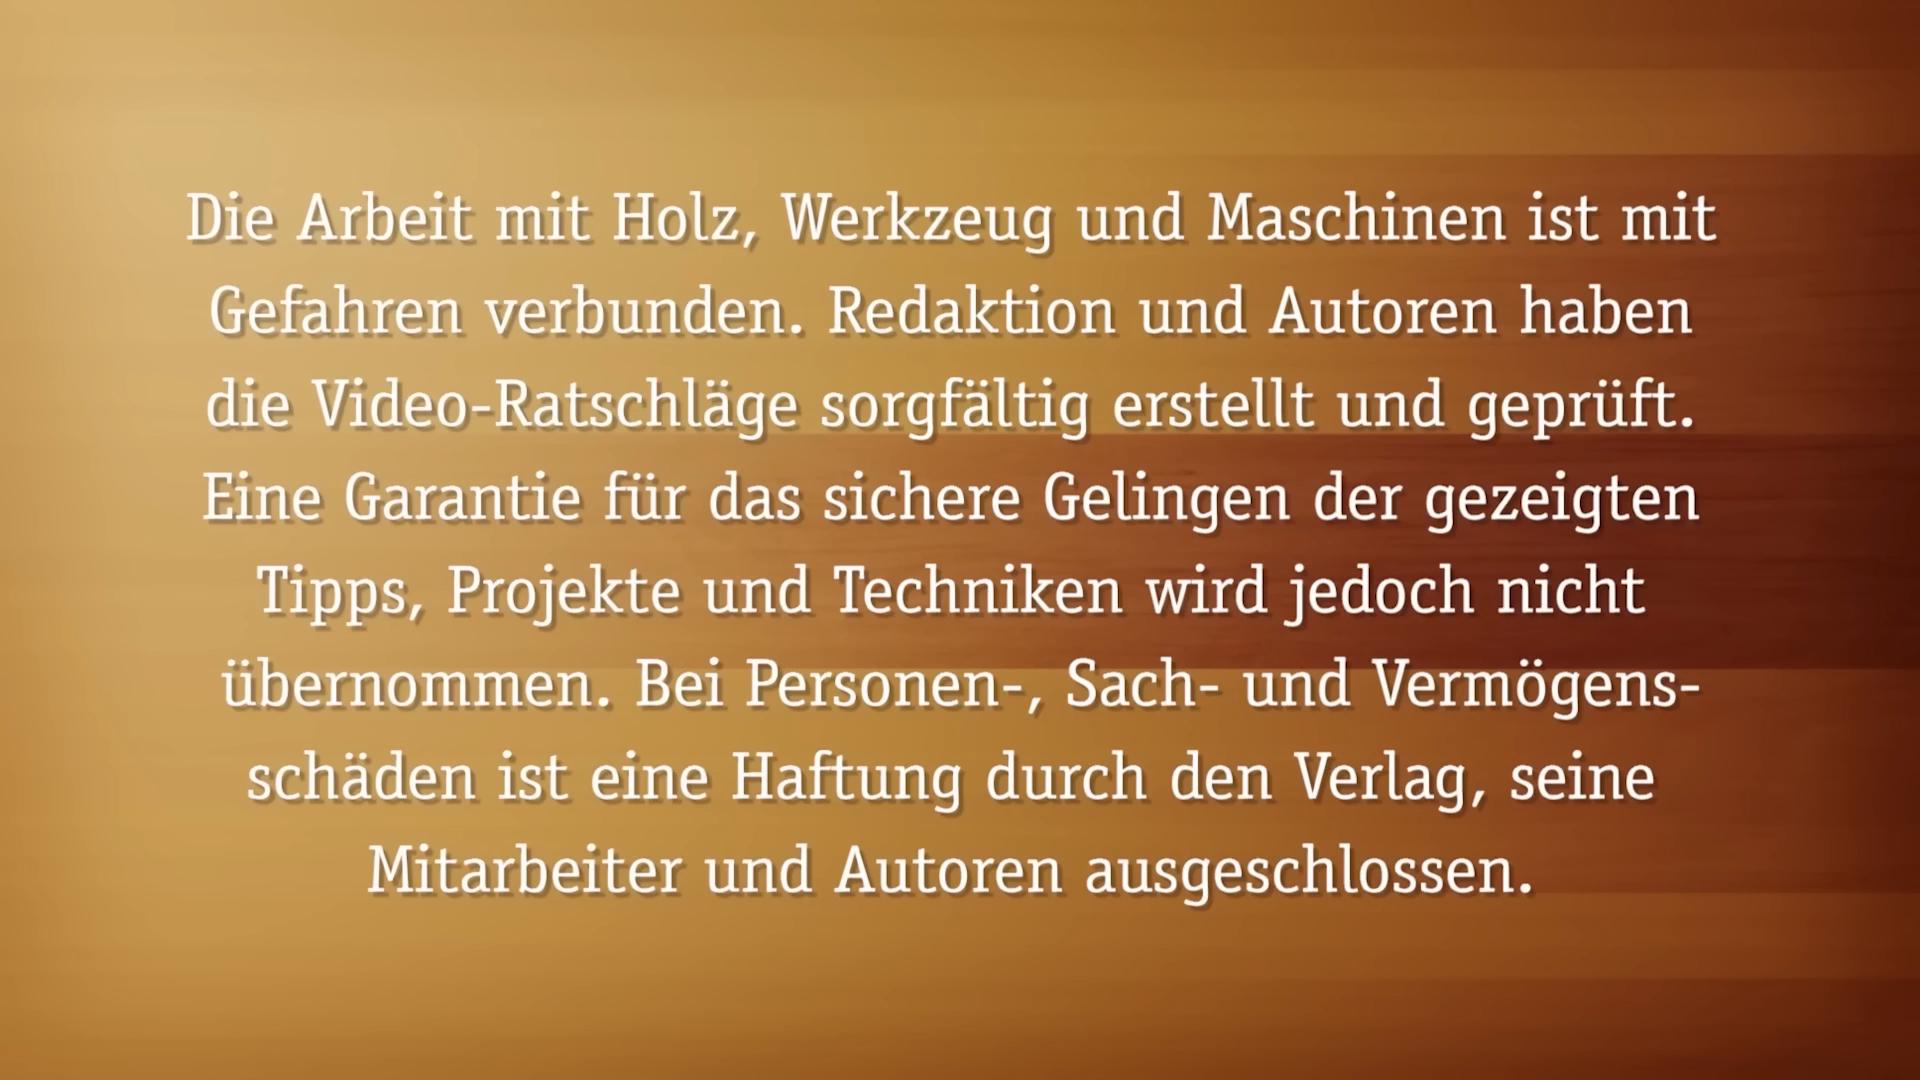 Die Arbeit mit Holz, Werkzeug und Maschinen ist mit
Gefahren verbunden. Redaktion und Autoren haben
die Video-Ratschläge sorgfältig erstellt und geprüft.
Eine Garantie für das sichere Gelingen der gezeigten
Tipps, Projekte und Techniken wird jedoch nicht
übernommen. Bei Personen-, Sach- und Vermögens-
schäden ist eine Haftung durch den Verlag, seine
Mitarbeiter und Autoren ausgeschlossen.